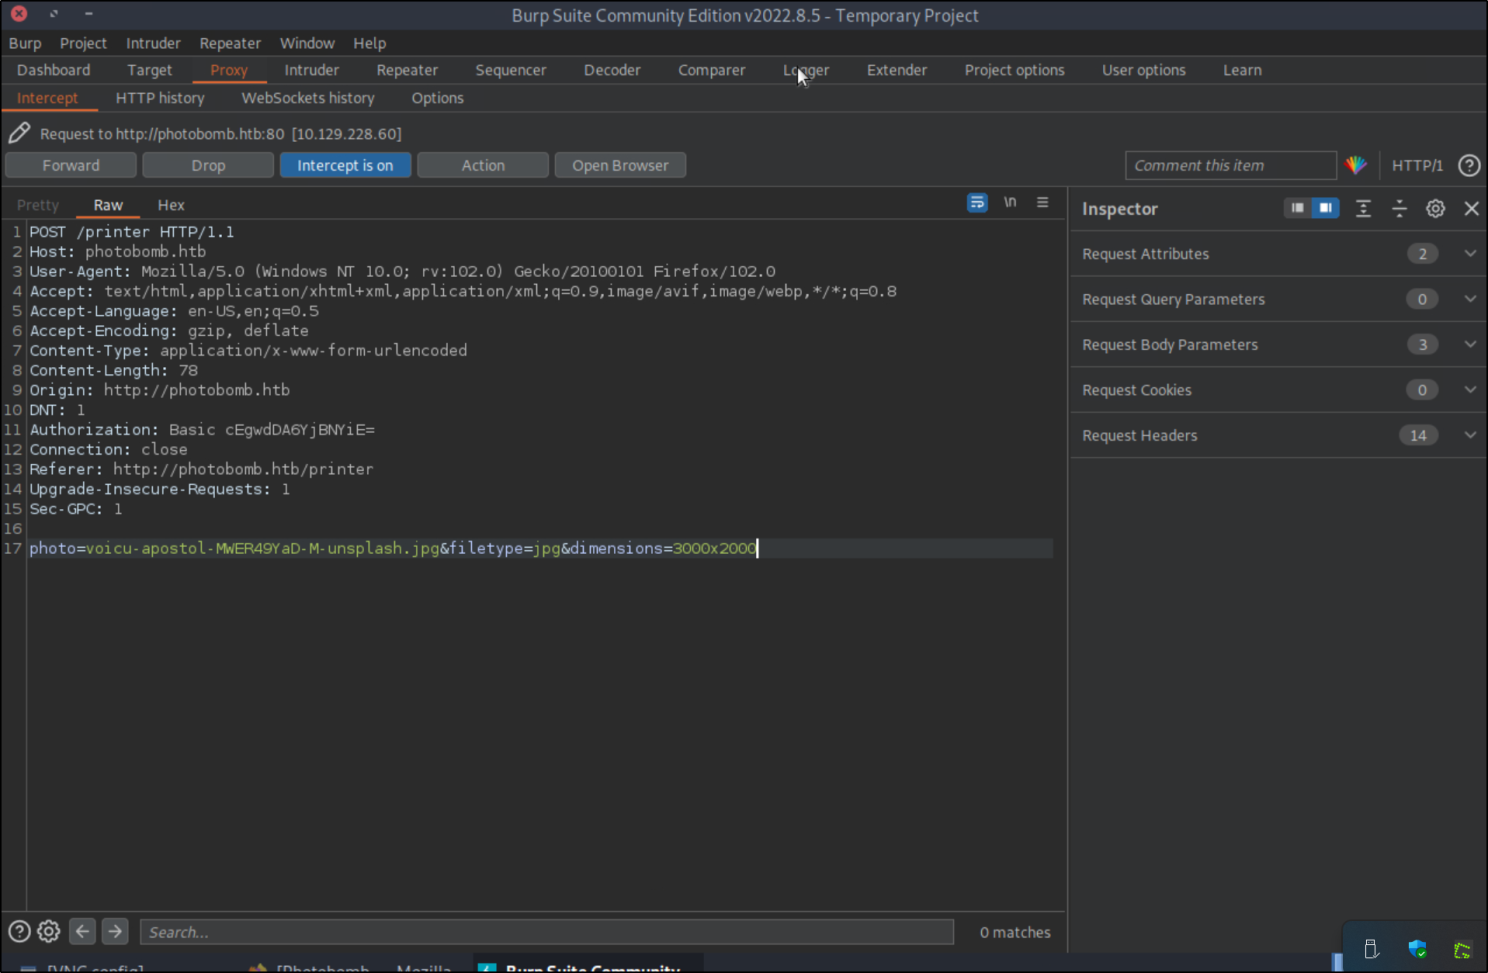 Burp Suite Community Edition v2022.8.5 - Temporary Project
Burp Project Intruder Repeater Window Help
Dashboard Target Proxy Intruder Repeater Sequencer Decoder Comparer Logger Extender Project options User options Learn
Intercept HTTP history WebSockets history Options
Request to http://photobomb.htb:80 [10.129.228.60]
Forward Drop Intercept is on Action Open Browser Comment this item HTTP/1 ?
Pretty Raw Hex \n
Inspector
1 POST /printer HTTP/1.1
2 Host: photobomb.htb
3 User-Agent: Mozilla/5.0 (Windows NT 10.0; rv:102.0) Gecko/20100101 Firefox/102.0
4 Accept: text/html,application/xhtml+xml,application/xml;q=0.9,image/avif,image/webp,*/*;q=0.8
5 Accept-Language: en-US,en;q=0.5
6 Accept-Encoding: gzip, deflate
7 Content-Type: application/x-www-form-urlencoded
8 Content-Length: 78
9 Origin: http://photobomb.htb
10 DNT: 1
11 Authorization: Basic cEgwdDA6YjBNYiE=
12 Connection: close
13 Referer: http://photobomb.htb/printer
14 Upgrade-Insecure-Requests: 1
15 Sec-GPC: 1
16
17 photo=voicu-apostol-MWER49YaD-M-unsplash.jpg&filetype=jpg&dimensions=3000x2000
Request Attributes 2
Request Query Parameters 0
Request Body Parameters 3
Request Cookies 0
Request Headers 14
? Search... 0 matches
[VNC config] [Photobomb — Mozilla Burp Suite Community